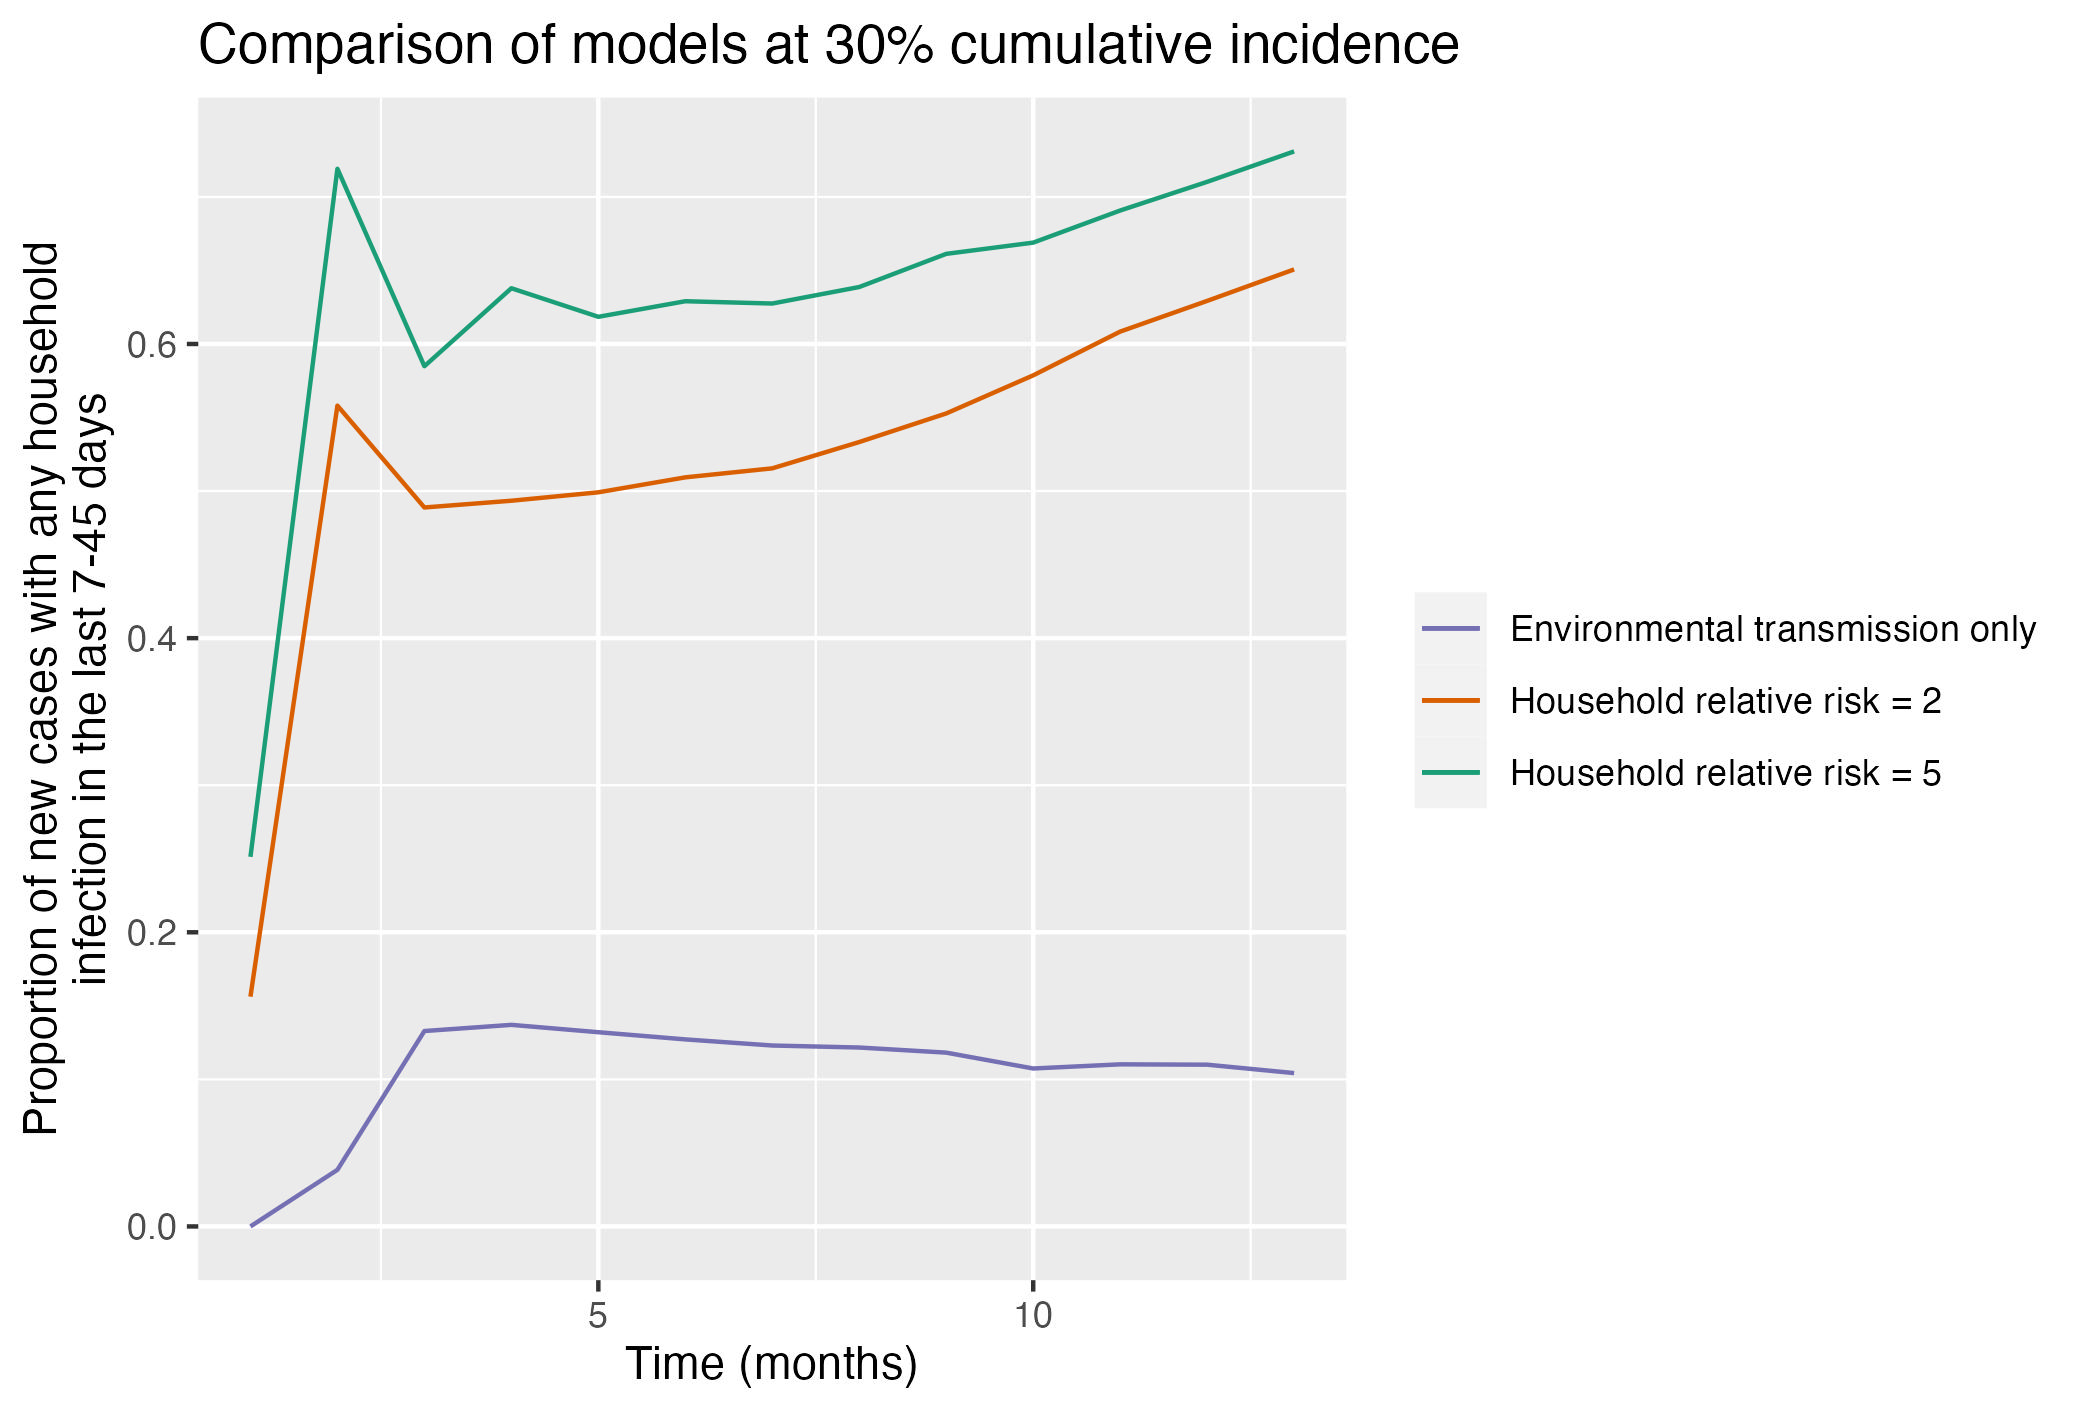 Comparison of models at 30% cumulative incidence
Proportion of new cases with any household
infection in the last 7-45 days
0.6
0.4
0.2
0.0
5
10
Time (months)
Environmental transmission only
Household relative risk = 2
Household relative risk = 5